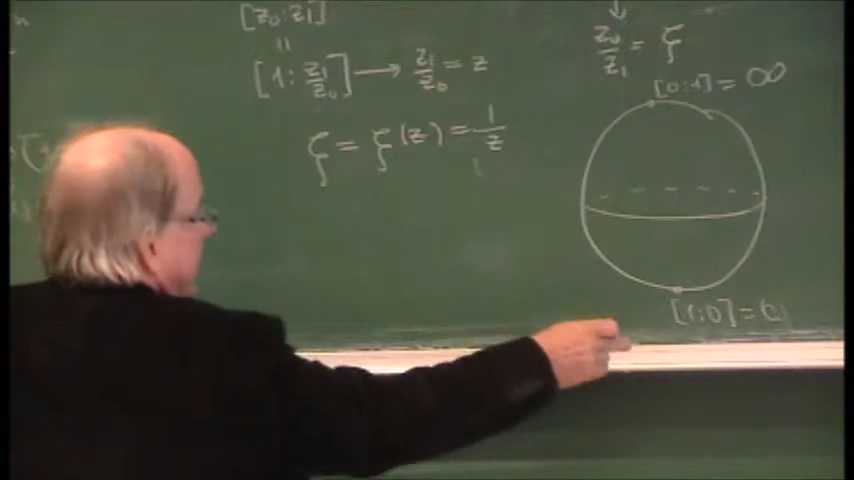 [z₀:z₁]
||
[1: z₁/z₀] → z₁/z₀ = z
ζ = ζ(z) = 1/z
↓
z₀/z₁ = ζ
[0:1] = ∞
[1:0] = 0